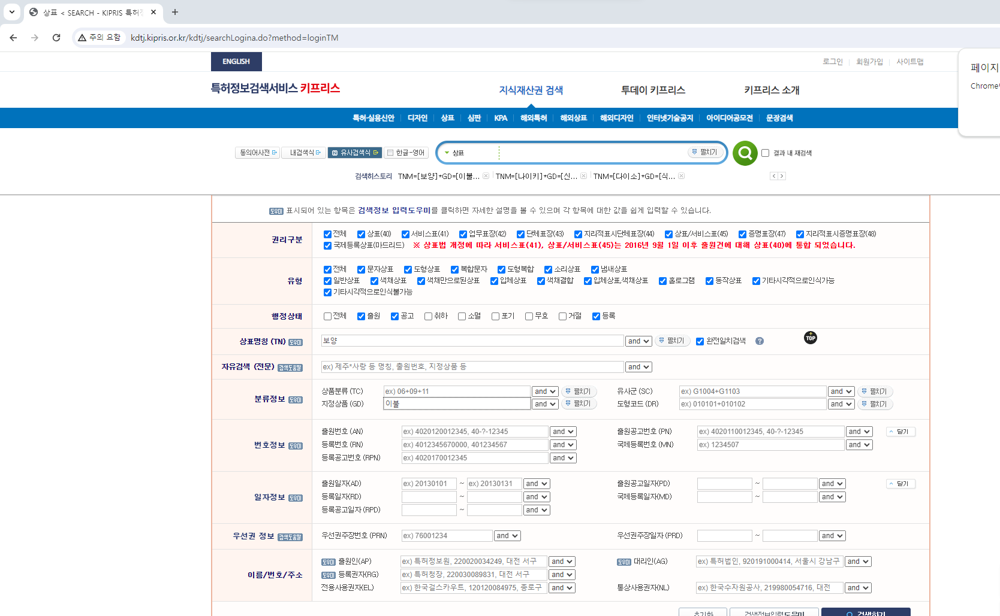 상표 < SEARCH - KIPRIS 특허정
주의 요함 kdtj.kipris.or.kr/kdtj/searchLogina.do?method=loginTM
ENGLISH
로그인 회원가입 사이트맵
페이지
Chrome
특허정보검색서비스 키프리스
지식재산권 검색 투데이 키프리스 키프리스 소개
특허·실용신안 디자인 상표 심판 KPA 해외특허 해외상표 해외디자인 인터넷기술공지 아이디어공모전 문장검색
동의어사전 내검색식 N 유사검색식 한글-영어 상표 펼치기 결과 내 재검색
검색히스토리 TNM=[보양]*GD=[이불... TNM=[나이키]*GD=[신... TNM=[다이소]*GD=[식...
도우미 표시되어 있는 항목은 검색정보 입력도우미를 클릭하면 자세한 설명을 볼 수 있으며 각 항목에 대한 값을 쉽게 입력할 수 있습니다.
권리구분 전체 상표(40) 서비스표(41) 업무표장(42) 단체표장(43) 지리적표시단체표장(44) 상표/서비스표(45) 증명표장(47) 지리적표시증명표장(48)
국제등록상표(마드리드) ※ 상표법 개정에 따라 서비스표(41), 상표/서비스표(45)는 2016년 9월 1일 이후 출원건에 대해 상표(40)에 통합 되었습니다.
유형 전체 문자상표 도형상표 복합문자 도형복합 소리상표 냄새상표
일반상표 색채상표 색채만으로된상표 입체상표 색채결합 입체상표,색채상표 홀로그램 동작상표 기타시각적으로인식가능
기타시각적으로인식불가능
행정상태 전체 출원 공고 취하 소멸 포기 무효 거절 등록
상표명칭 (TN) 도우미 보양 and 펼치기 완전일치검색 ?
TOP
자유검색 (전문) 검색도움말 ex) 제주*사랑 등 명칭, 출원번호, 지정상품 등 and
분류정보 도우미 상품분류 (TC) ex) 06+09+11 and 펼치기 유사군 (SC) ex) G1004+G1103 and 펼치기
지정상품 (GD) 이불 and 펼치기 도형코드 (DR) ex) 010101+010102 and 펼치기
번호정보 도우미 출원번호 (AN) ex) 4020120012345, 40-?-12345 and 출원공고번호 (PN) ex) 4020110012345, 40-?-12345 and 닫기
등록번호 (RN) ex) 4012345670000, 401234567 and 국제등록번호 (MN) ex) 1234507 and
등록공고번호 (RPN) ex) 4020170012345 and
일자정보 도우미 출원일자(AD) ex) 20130101 ~ ex) 20130131 and 출원공고일자(PD) ~ and 닫기
등록일자(RD) ~ and 국제등록일자(MD) ~ and
등록공고일자 (RPD) ~ and
우선권 정보 검색도움말 우선권주장번호 (PRN) ex) 76001234 and 우선권주장일자 (PRD) ~ and
이름/번호/주소 도우미 출원인(AP) ex) 특허정보원, 220020034249, 대전 서구 and 도우미 대리인(AG) ex) 특허법인, 920191000414, 서울시 강남구 and
도우미 등록권자(RG) ex) 특허청장, 220030089831, 대전 서구 and
전용사용권자(EL) ex) 한국걸스카우트, 120120084975, 종로구 and 통상사용권자(NL) ex) 한국수자원공사, 219980054716, 대전 and
초기화 검색정보입력도우미 검색하기